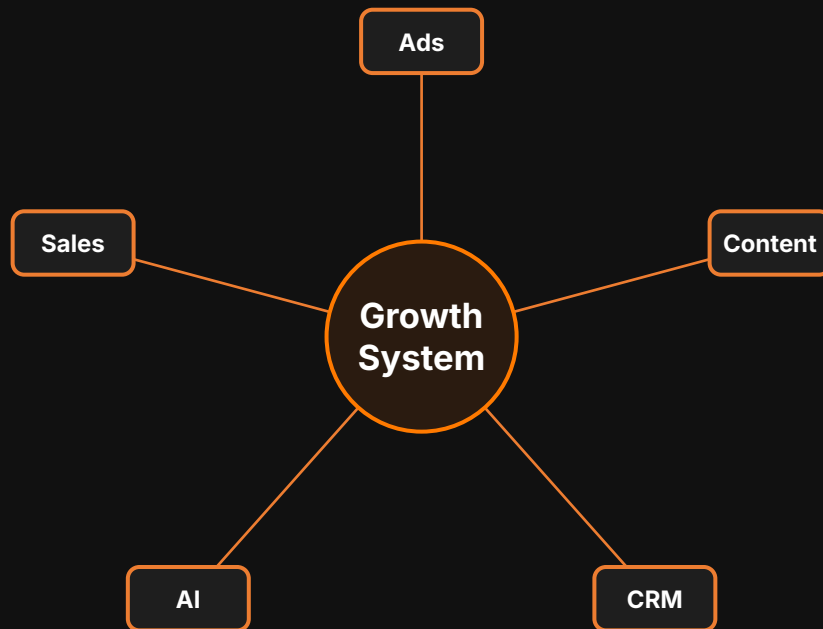 Ads
Sales
Content
Growth
System
AI
CRM